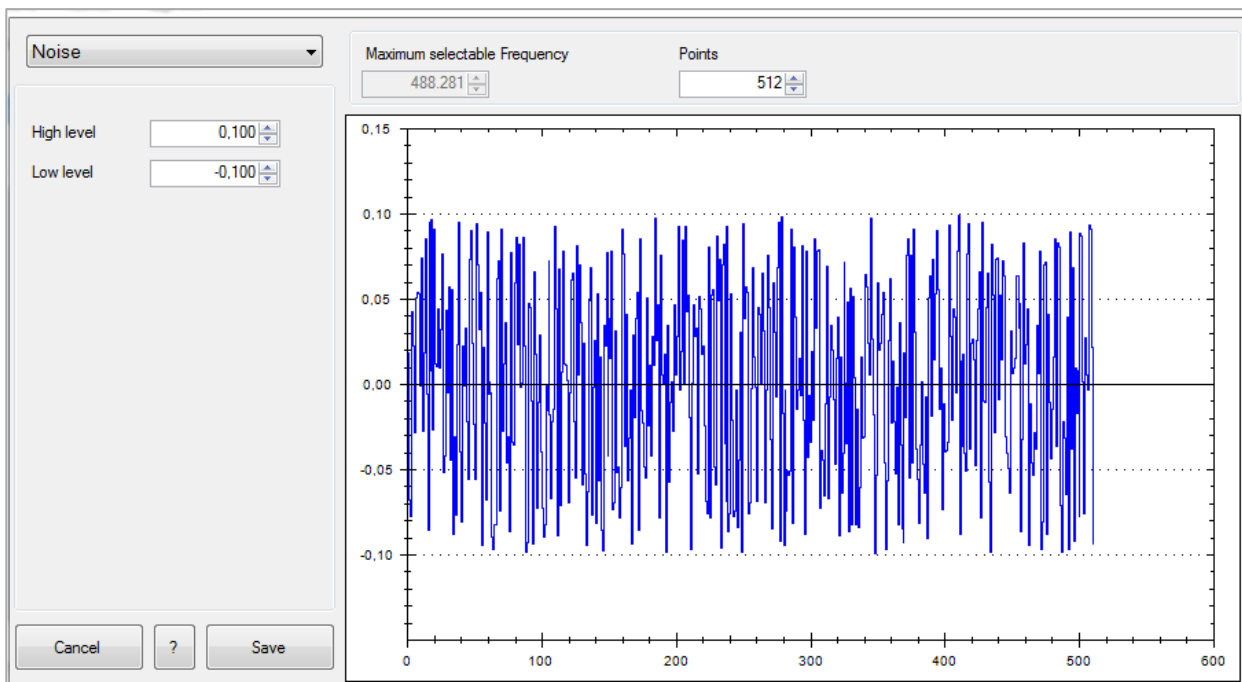 Noise
Maximum selectable Frequency
Points
488.281
512
High level
0,100
Low level
-0,100
0,15
0,10
0,05
0,00
-0,05
-0,10
0 100 200 300 400 500 600
Cancel
?
Save